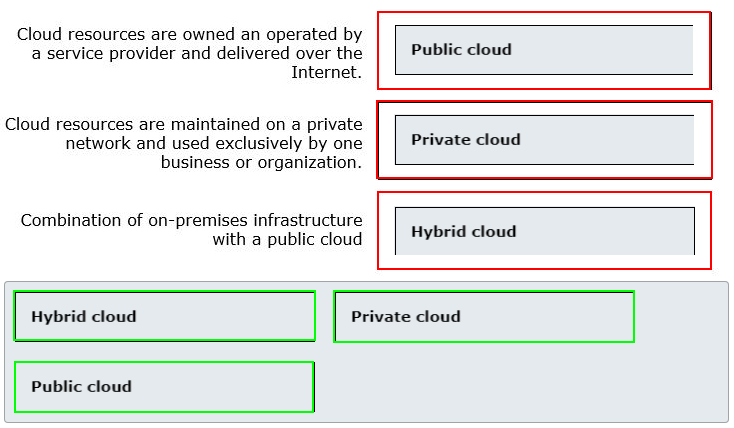 Cloud resources are owned an operated by
a service provider and delivered over the
Internet.
Public cloud
Cloud resources are maintained on a private
network and used exclusively by one
business or organization.
Private cloud
Combination of on-premises infrastructure
with a public cloud
Hybrid cloud
Hybrid cloud
Private cloud
Public cloud